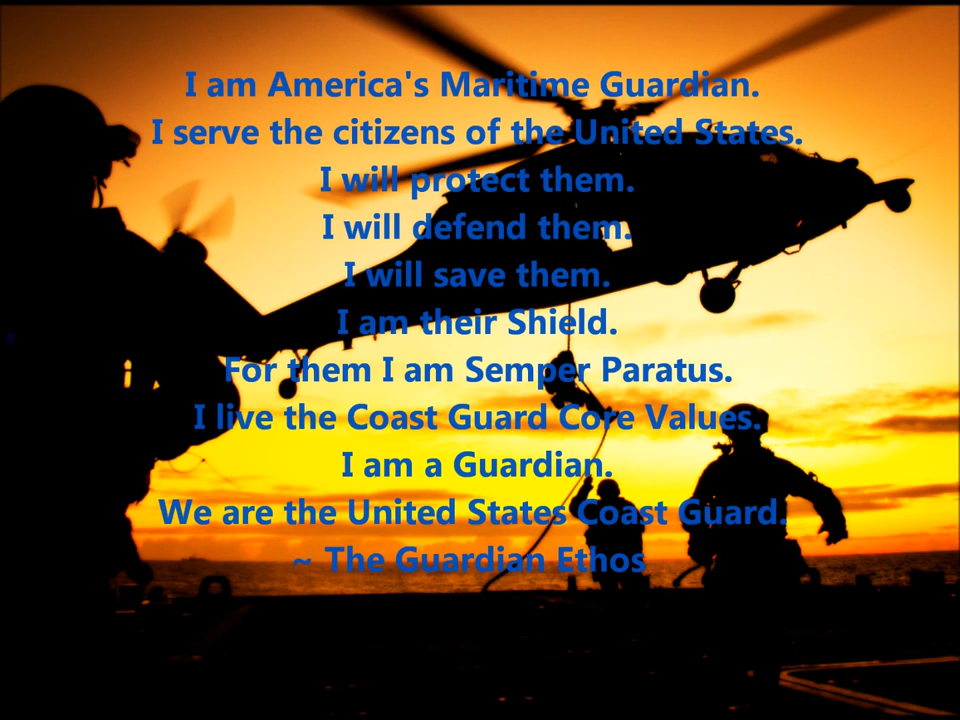 I am America's Maritime Guardian.
I serve the citizens of the United States.
I will protect them.
I will defend them.
I will save them.
I am their Shield.
For them I am Semper Paratus.
I live the Coast Guard Core Values.
I am a Guardian.
We are the United States Coast Guard.
~ The Guardian Ethos